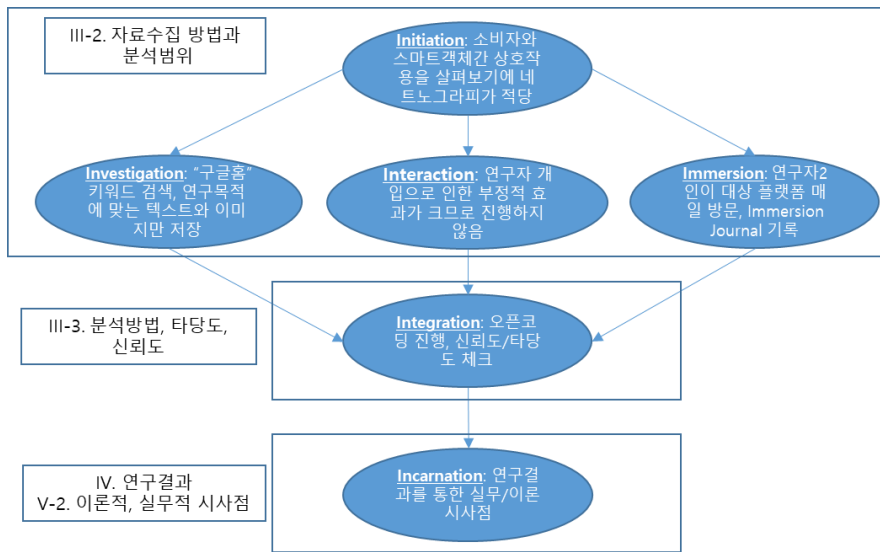 III-2. 자료수집 방법과
분석범위
Initiation: 소비자와
스마트객체간 상호작
용을 살펴보기에 네
트노그라피가 적당
Investigation: “구글홈”
키워드 검색, 연구목적
에 맞는 텍스트와 이미
지만 저장
Interaction: 연구자 개
입으로 인한 부정적 효
과가 크므로 진행하지
않음
Immersion: 연구자2
인이 대상 플랫폼 매
일 방문, Immersion
Journal 기록
III-3. 분석방법, 타당도,
신뢰도
Integration: 오픈코
딩 진행, 신뢰도/타당
도 체크
IV. 연구결과
V-2. 이론적, 실무적 시사점
Incarnation: 연구결
과를 통한 실무/이론
시사점